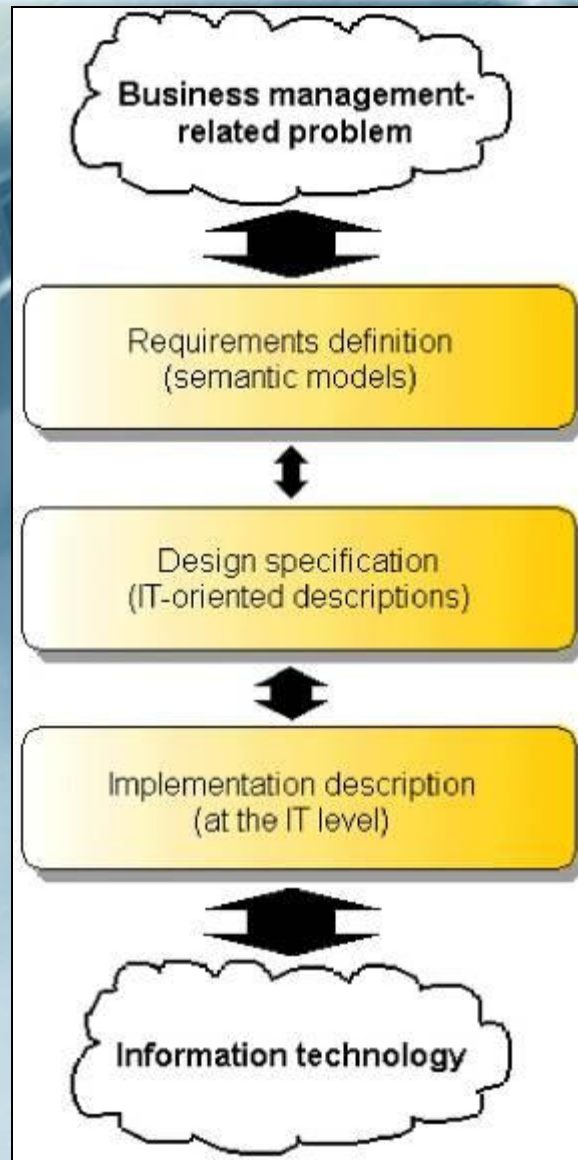 Business management-
related problem
Requirements definition
(semantic models)
Design specification
(IT-oriented descriptions)
Implementation description
(at the IT level)
Information technology